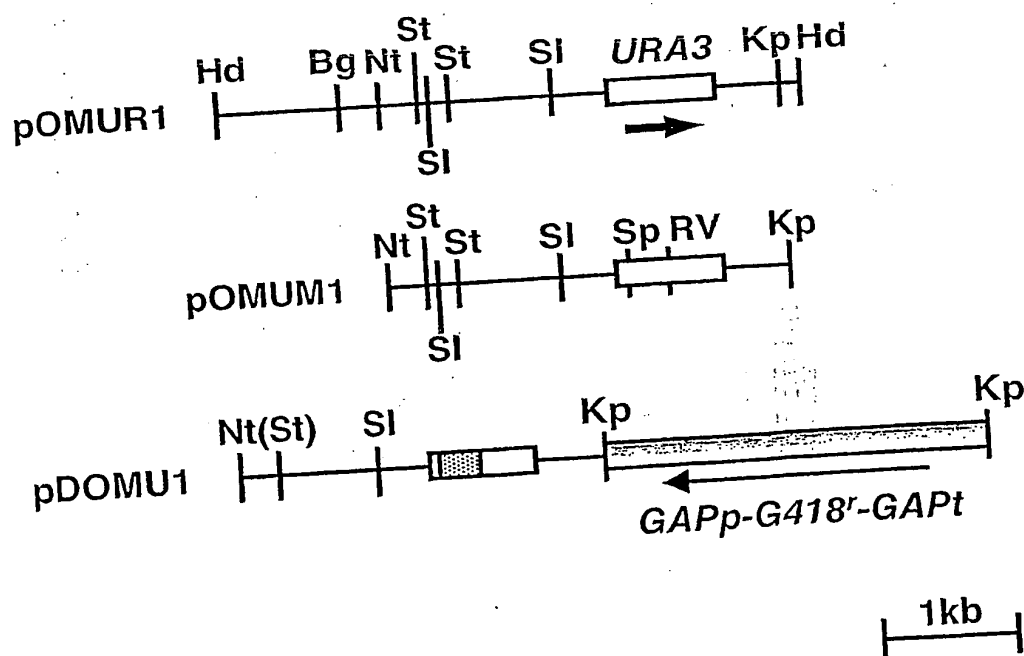 St
Hd Bg Nt St Sl URA3 Kp Hd
pOMUR1
Sl
St
Nt St Sl Sp RV Kp
pOMUM1
Sl
Nt(St) Sl Kp Kp
pDOMU1
GAPp-G418ʳ-GAPt
1kb